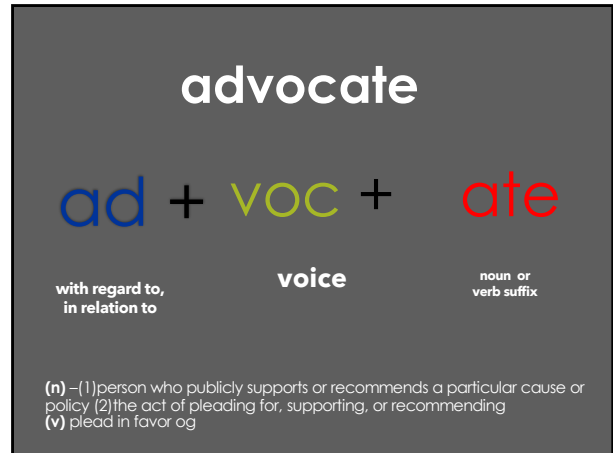 advocate
ad + voc + ate
with regard to,
in relation to
voice
noun or
verb suffix
(n) –(1)person who publicly supports or recommends a particular cause or
policy (2)the act of pleading for, supporting, or recommending
(v) plead in favor og